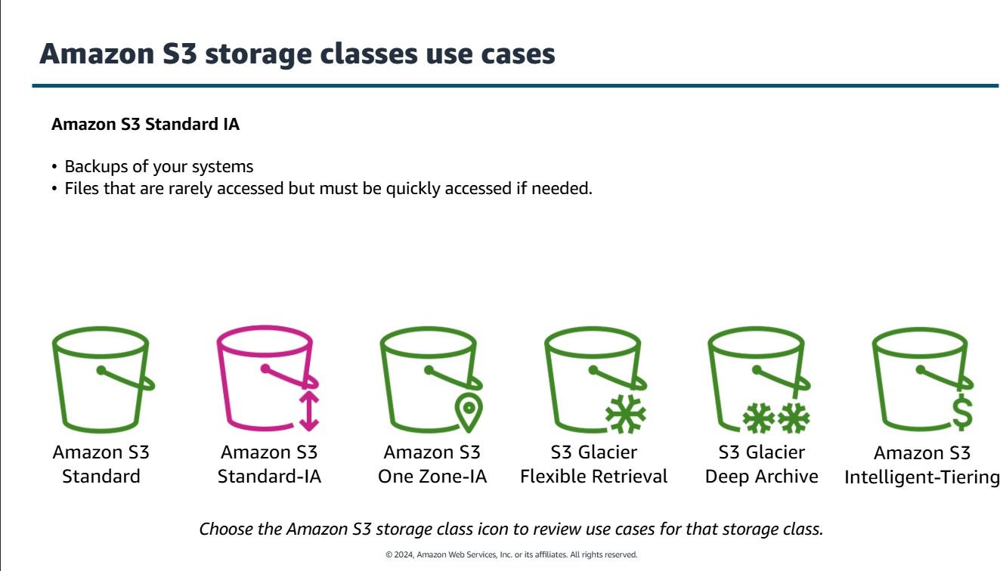 Amazon S3 storage classes use cases
Amazon S3 Standard IA
• Backups of your systems
• Files that are rarely accessed but must be quickly accessed if needed.
Amazon S3
Standard
Amazon S3
Standard-IA
Amazon S3
One Zone-IA
S3 Glacier
Flexible Retrieval
S3 Glacier
Deep Archive
Amazon S3
Intelligent-Tiering
Choose the Amazon S3 storage class icon to review use cases for that storage class.
© 2024, Amazon Web Services, Inc. or its affiliates. All rights reserved.